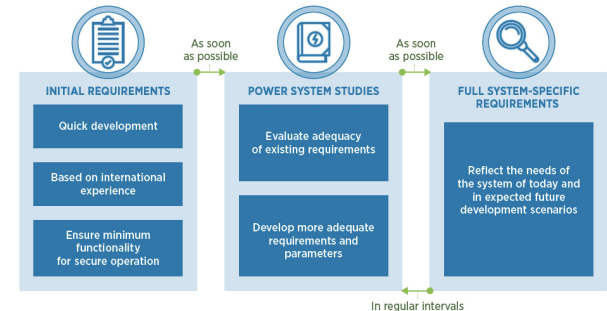 As soon
as possible
As soon
as possible
INITIAL REQUIREMENTS
Quick development
Based on international
experience
Ensure minimum
functionality
for secure operation
POWER SYSTEM STUDIES
Evaluate adequacy
of existing requirements
Develop more adequate
requirements and
parameters
FULL SYSTEM-SPECIFIC
REQUIREMENTS
Reflect the needs of
the system of today and
in expected future
development scenarios
In regular intervals